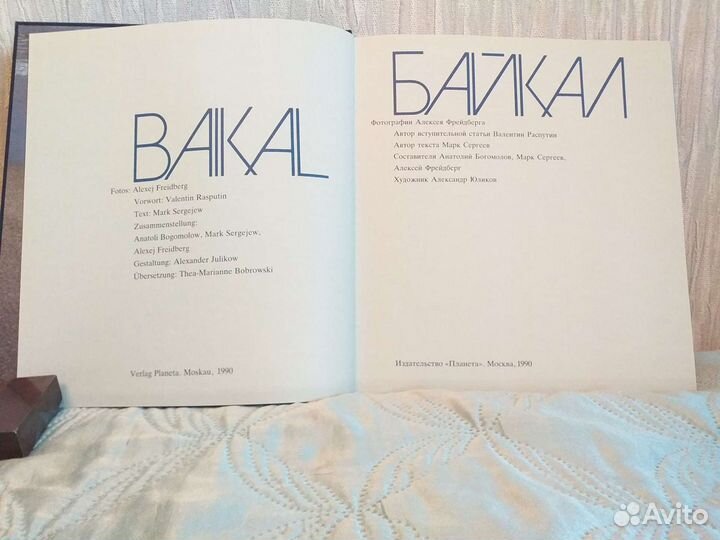 BAIKAL
Fotos: Alexej Freidberg
Vorwort: Valentin Rasputin
Text: Mark Sergejew
Zusammenstellung:
Anatoli Bogomolow, Mark Sergejew,
Alexej Freidberg
Gestaltung: Alexander Julikow
Übersetzung: Thea-Marianne Bobrowski
Verlag Planeta. Moskau, 1990
БАЙКАЛ
Фотографии Алексея Фрейдберга
Автор вступительной статьи Валентин Распутин
Автор текста Марк Сергеев
Составители Анатолий Богомолов, Марк Сергеев,
Алексей Фрейдберг
Художник Александр Юликов
Издательство «Планета». Москва, 1990
Avito